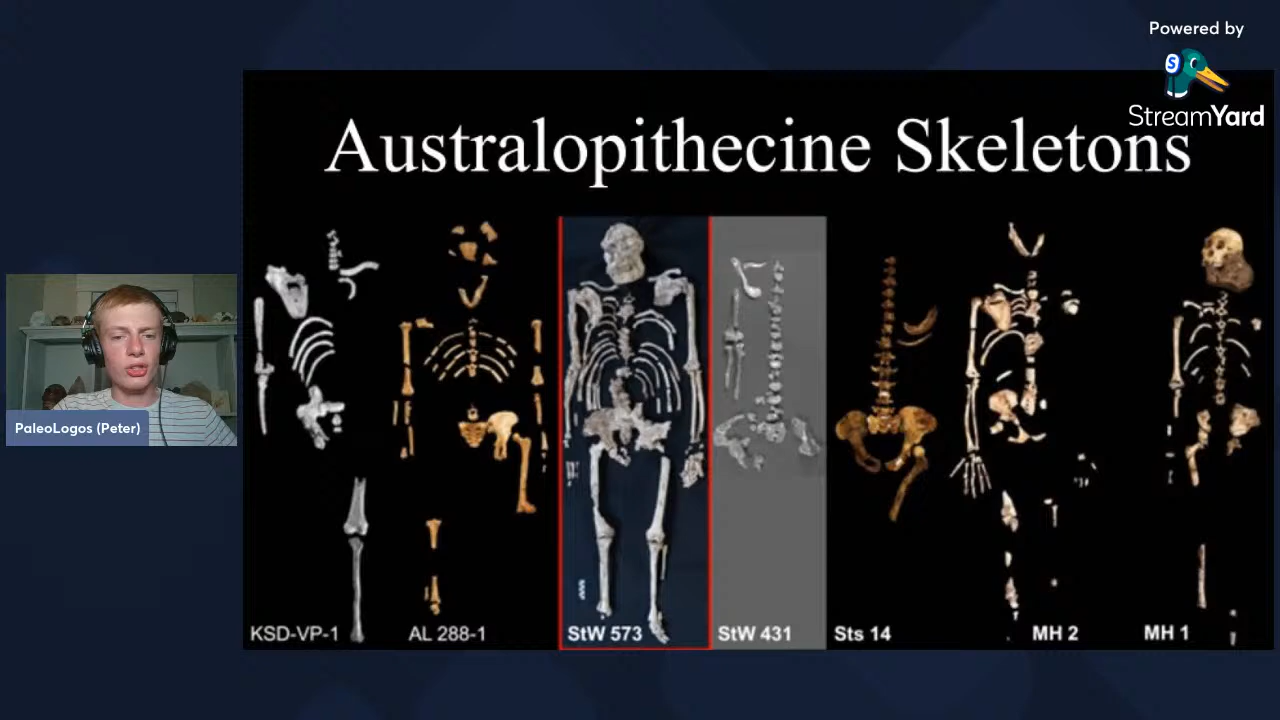 Powered by
S
StreamYard
Australopithecine Skeletons
PaleoLogos (Peter)
KSD-VP-1
AL 288-1
StW 573
StW 431
Sts 14
MH 2
MH 1